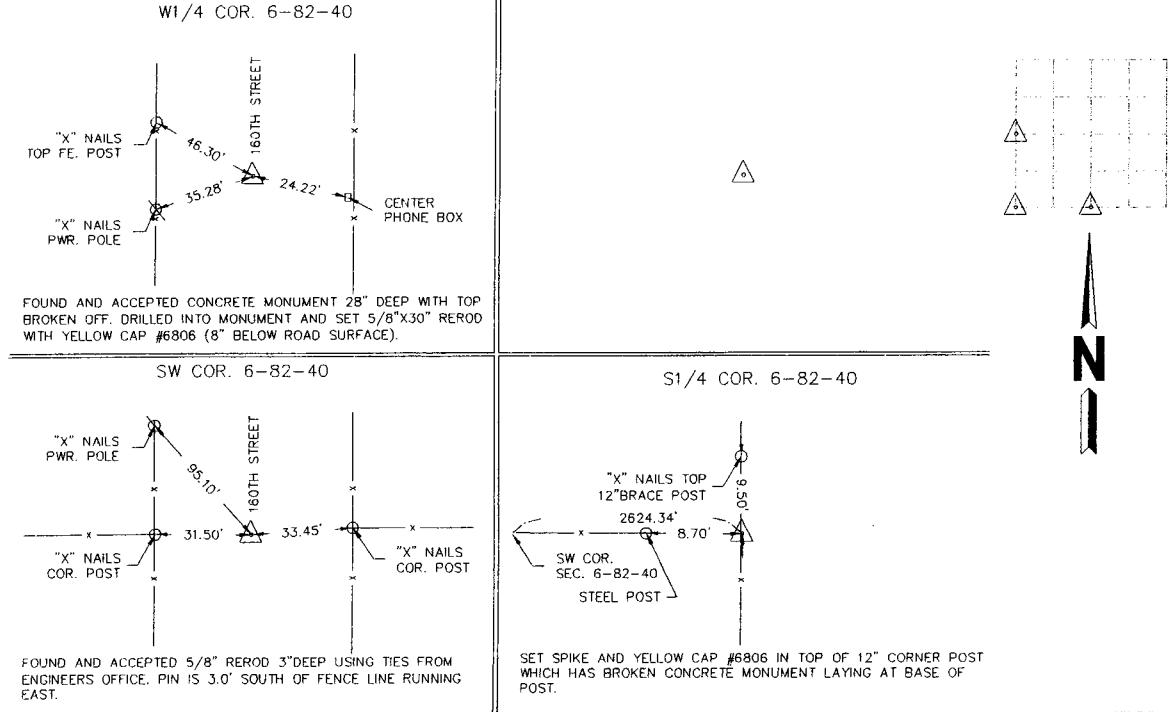 W1/4 COR. 6-82-40
160TH STREET
"X" NAILS
TOP FE. POST
46.30'
35.28'
24.22'
"X" NAILS
PWR. POLE
CENTER
PHONE BOX
FOUND AND ACCEPTED CONCRETE MONUMENT 28" DEEP WITH TOP
BROKEN OFF. DRILLED INTO MONUMENT AND SET 5/8"X30" REROD
WITH YELLOW CAP #6806 (8" BELOW ROAD SURFACE).
N
SW COR. 6-82-40
"X" NAILS
PWR. POLE
160TH STREET
95.10'
31.50'
33.45'
"X" NAILS
COR. POST
"X" NAILS
COR. POST
FOUND AND ACCEPTED 5/8" REROD 3"DEEP USING TIES FROM
ENGINEERS OFFICE. PIN IS 3.0' SOUTH OF FENCE LINE RUNNING
EAST.
S1/4 COR. 6-82-40
"X" NAILS TOP
12"BRACE POST
9.50'
2624.34'
8.70'
SW COR.
SEC. 6-82-40
STEEL POST
SET SPIKE AND YELLOW CAP #6806 IN TOP OF 12" CORNER POST
WHICH HAS BROKEN CONCRETE MONUMENT LAYING AT BASE OF
POST.